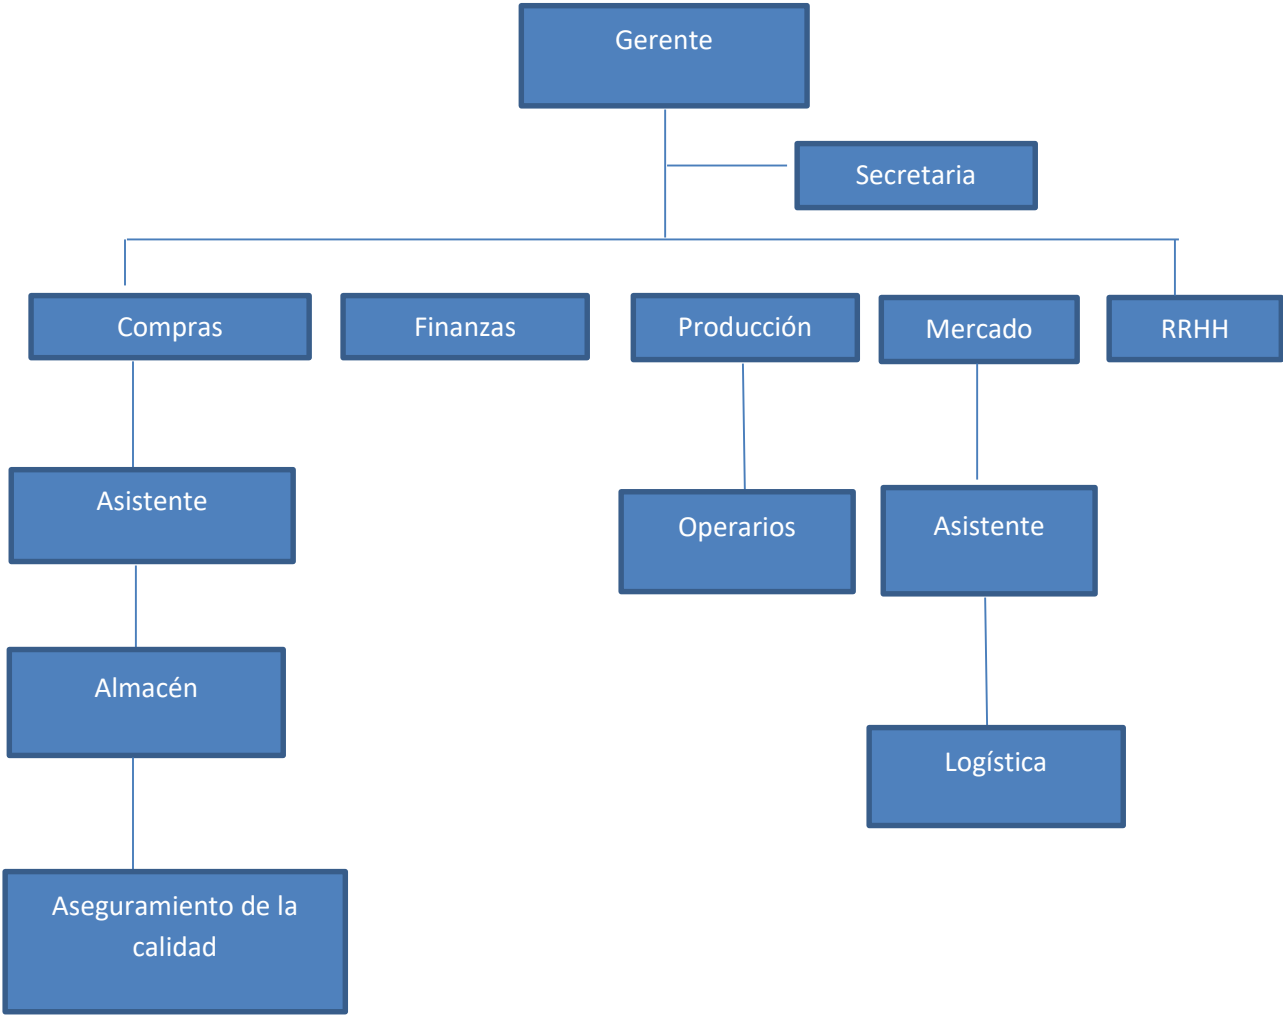 Gerente
Secretaria
Compras
Finanzas
Producción
Mercado
RRHH
Asistente
Operarios
Asistente
Almacén
Logística
Aseguramiento de la
calidad